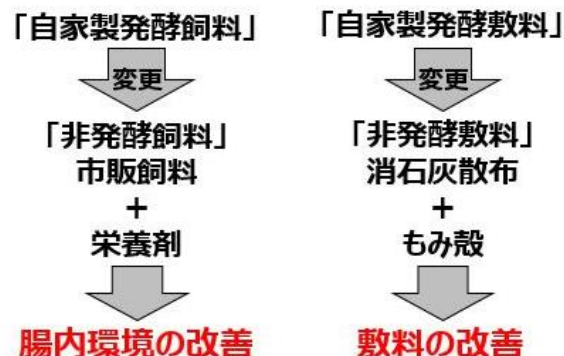 「自家製発酵飼料」
変更
「非発酵飼料」
市販飼料
+
栄養剤
腸内環境の改善
「自家製発酵敷料」
変更
「非発酵敷料」
消石灰散布
+
もみ殻
敷料の改善